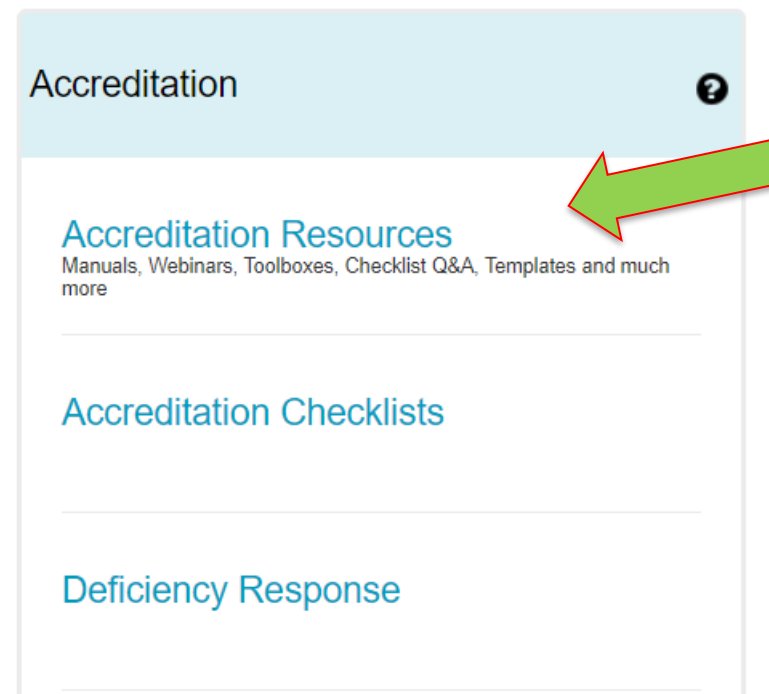 Accreditation
Accreditation Resources
Manuals, Webinars, Toolboxes, Checklist Q&A, Templates and much
more
Accreditation Checklists
Deficiency Response